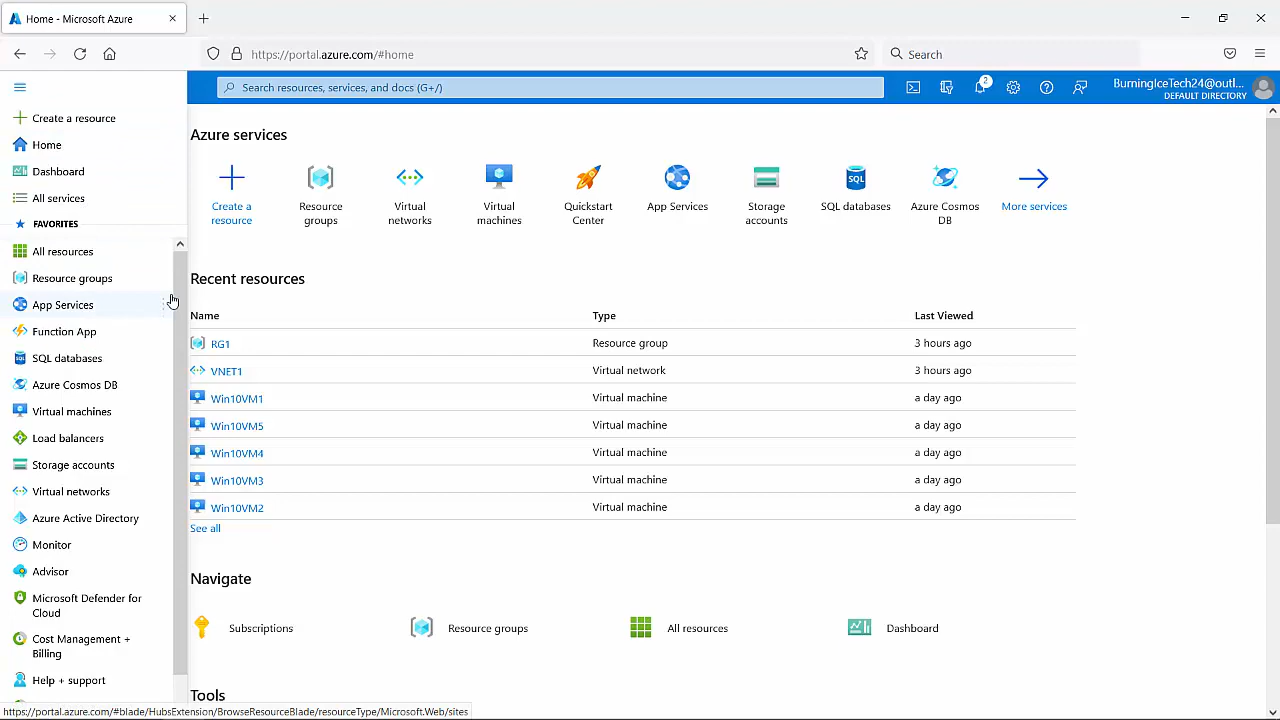 Home - Microsoft Azure
https://portal.azure.com/#home
Search
Search resources, services, and docs (G+/)
2
BurningIceTech24@outl...
DEFAULT DIRECTORY
Create a resource
Home
Dashboard
All services
FAVORITES
All resources
Resource groups
App Services
Function App
SQL databases
Azure Cosmos DB
Virtual machines
Load balancers
Storage accounts
Virtual networks
Azure Active Directory
Monitor
Advisor
Microsoft Defender for
Cloud
Cost Management +
Billing
Help + support
Azure services
Create a
resource
Resource
groups
Virtual
networks
Virtual
machines
Quickstart
Center
App Services
Storage
accounts
SQL
SQL databases
Azure Cosmos
DB
More services
Recent resources
Name Type Last Viewed
RG1 Resource group 3 hours ago
VNET1 Virtual network 3 hours ago
Win10VM1 Virtual machine a day ago
Win10VM5 Virtual machine a day ago
Win10VM4 Virtual machine a day ago
Win10VM3 Virtual machine a day ago
Win10VM2 Virtual machine a day ago
See all
Navigate
Subscriptions Resource groups All resources Dashboard
Tools
https://portal.azure.com/#blade/HubsExtension/BrowseResourceBlade/resourceType/Microsoft.Web/sites